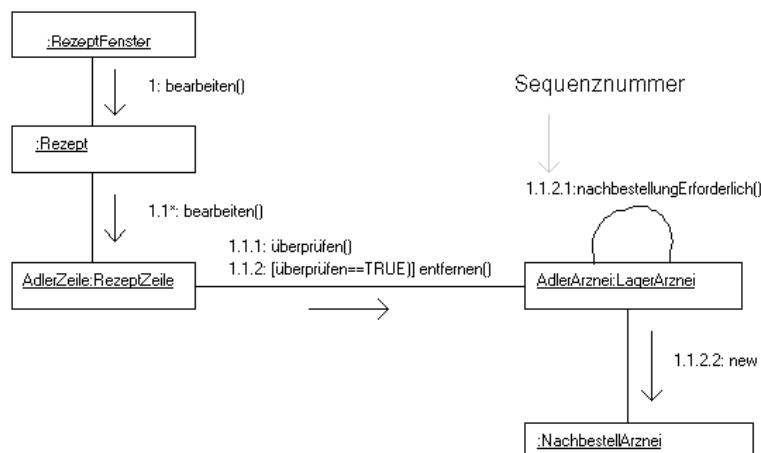 :RezeptFenster
1: bearbeiten()
Sequenznummer
:Rezept
1.1.2.1:nachbestellungErforderlich()
1.1*: bearbeiten()
1.1.1: überprüfen()
1.1.2: [überprüfen==TRUE)] entfernen()
AdlerZeile:RezeptZeile
AdlerArznei:LagerArznei
1.1.2.2: new
:NachbestellArznei